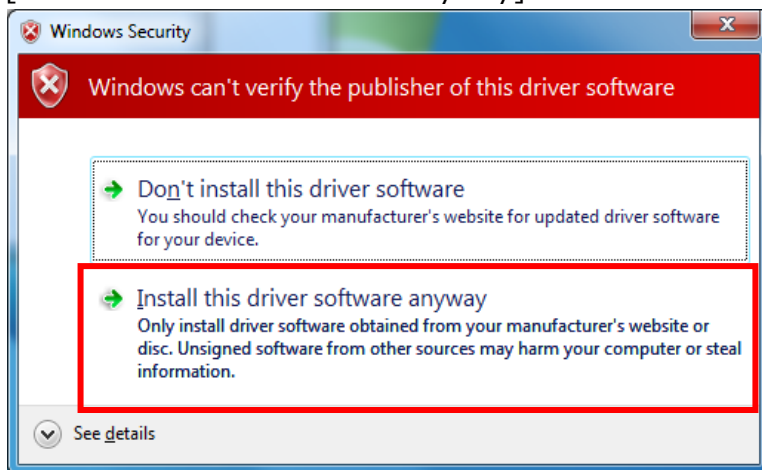 Windows Security
Windows can't verify the publisher of this driver software
Don't install this driver software
You should check your manufacturer's website for updated driver software
for your device.
Install this driver software anyway
Only install driver software obtained from your manufacturer's website or
disc. Unsigned software from other sources may harm your computer or steal
information.
See details